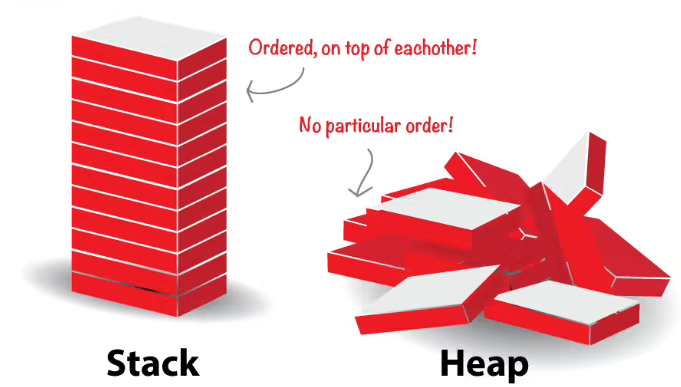 Ordered, on top of eachother!
No particular order!
Stack
Heap